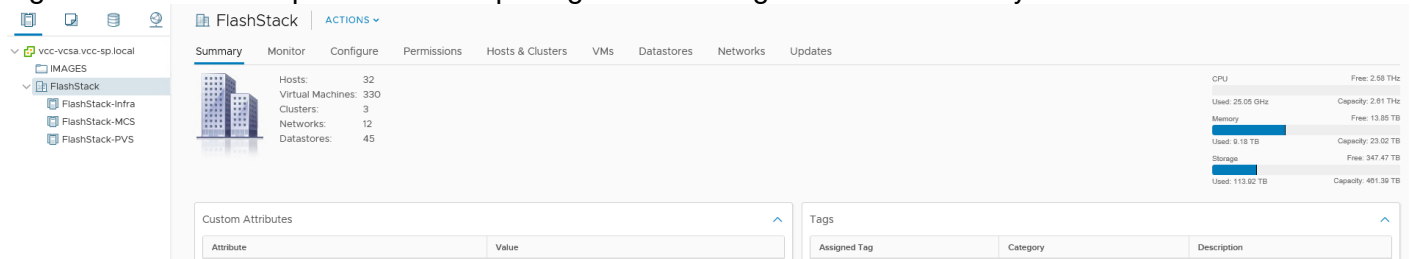 FlashStack ACTIONS
vcc-vcsa.vcc-sp.local
IMAGES
FlashStack
FlashStack-Infra
FlashStack-MCS
FlashStack-PVS
Summary Monitor Configure Permissions Hosts & Clusters VMs Datastores Networks Updates
Hosts: 32
Virtual Machines: 330
Clusters: 3
Networks: 12
Datastores: 45
CPU Free: 2.58 THz
Used: 25.05 GHz Capacity: 2.61 THz
Memory Free: 13.85 TB
Used: 9.18 TB Capacity: 23.02 TB
Storage Free: 347.47 TB
Used: 113.92 TB Capacity: 461.39 TB
Custom Attributes
Attribute Value
Tags
Assigned Tag Category Description